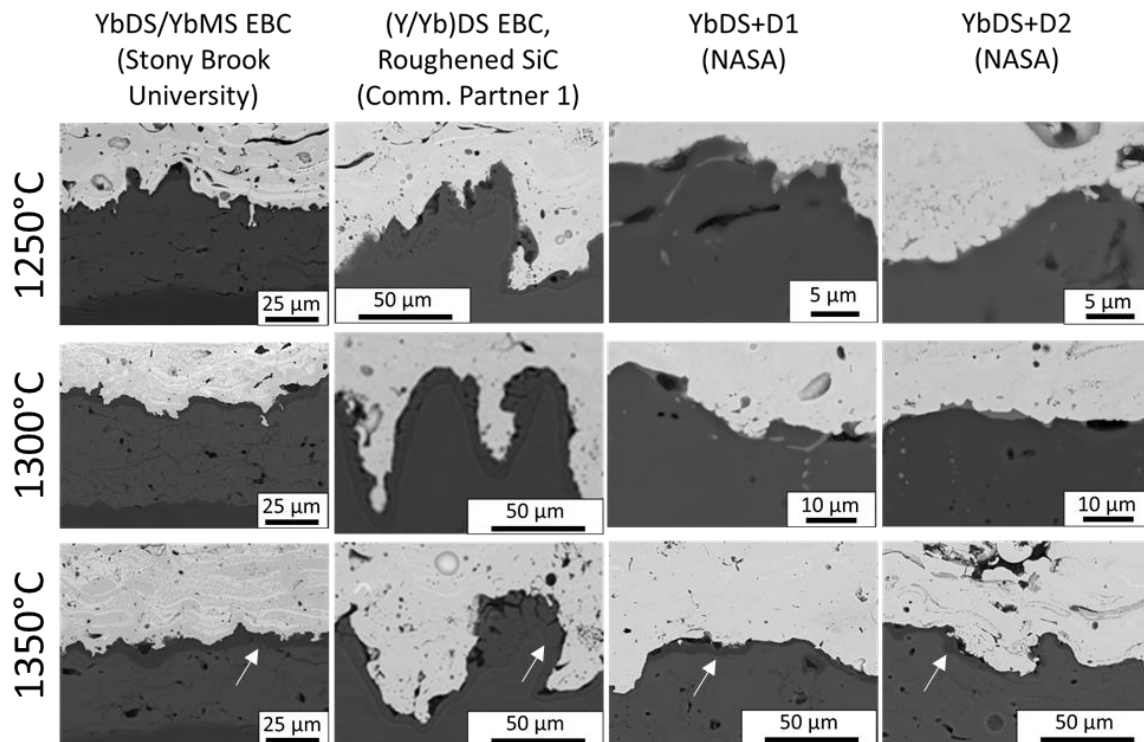 YbDS/YbMS EBC
(Stony Brook
University)
(Y/Yb)DS EBC,
Roughened SiC
(Comm. Partner 1)
YbDS+D1
(NASA)
YbDS+D2
(NASA)
1250°C
25 μm
50 μm
5 μm
5 μm
1300°C
25 μm
50 μm
10 μm
10 μm
1350°C
25 μm
50 μm
50 μm
50 μm